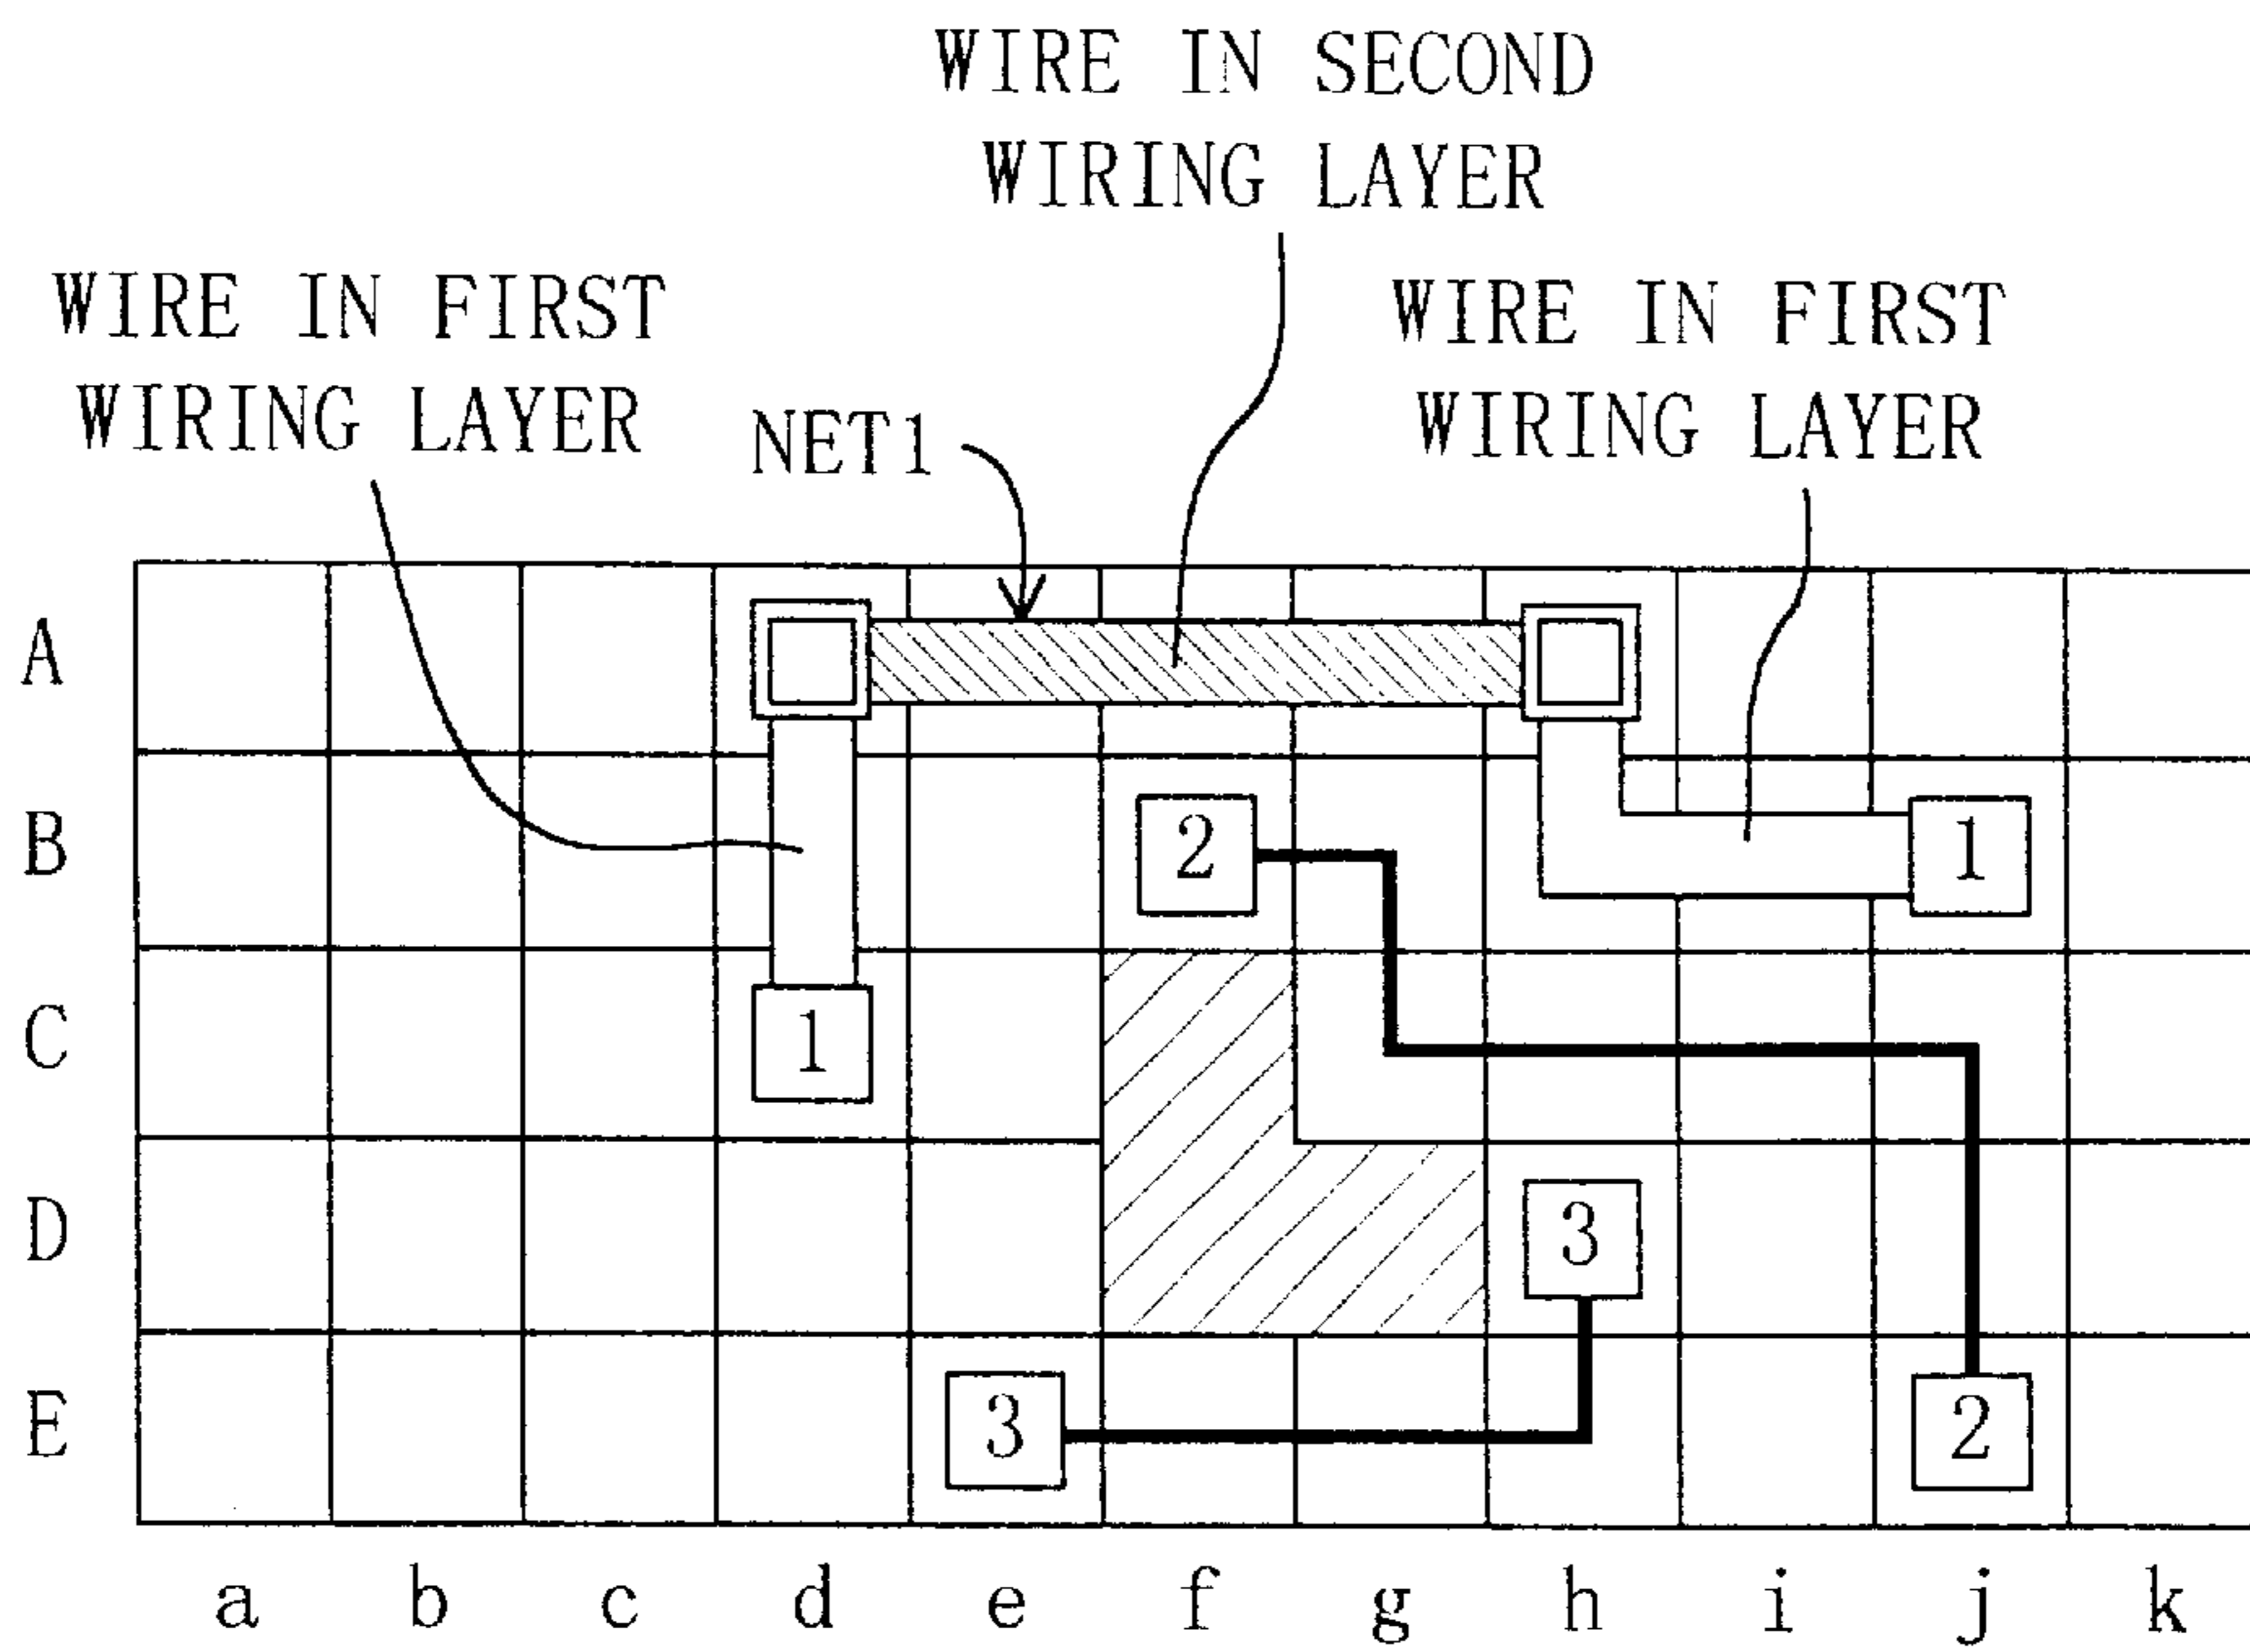 WIRE IN SECOND
WIRING LAYER
WIRE IN FIRST
WIRING LAYER
WIRE IN FIRST
WIRING LAYER
NET1
A
B
2
1
C
1
D
3
E
3
2
a b c d e f g h i j k